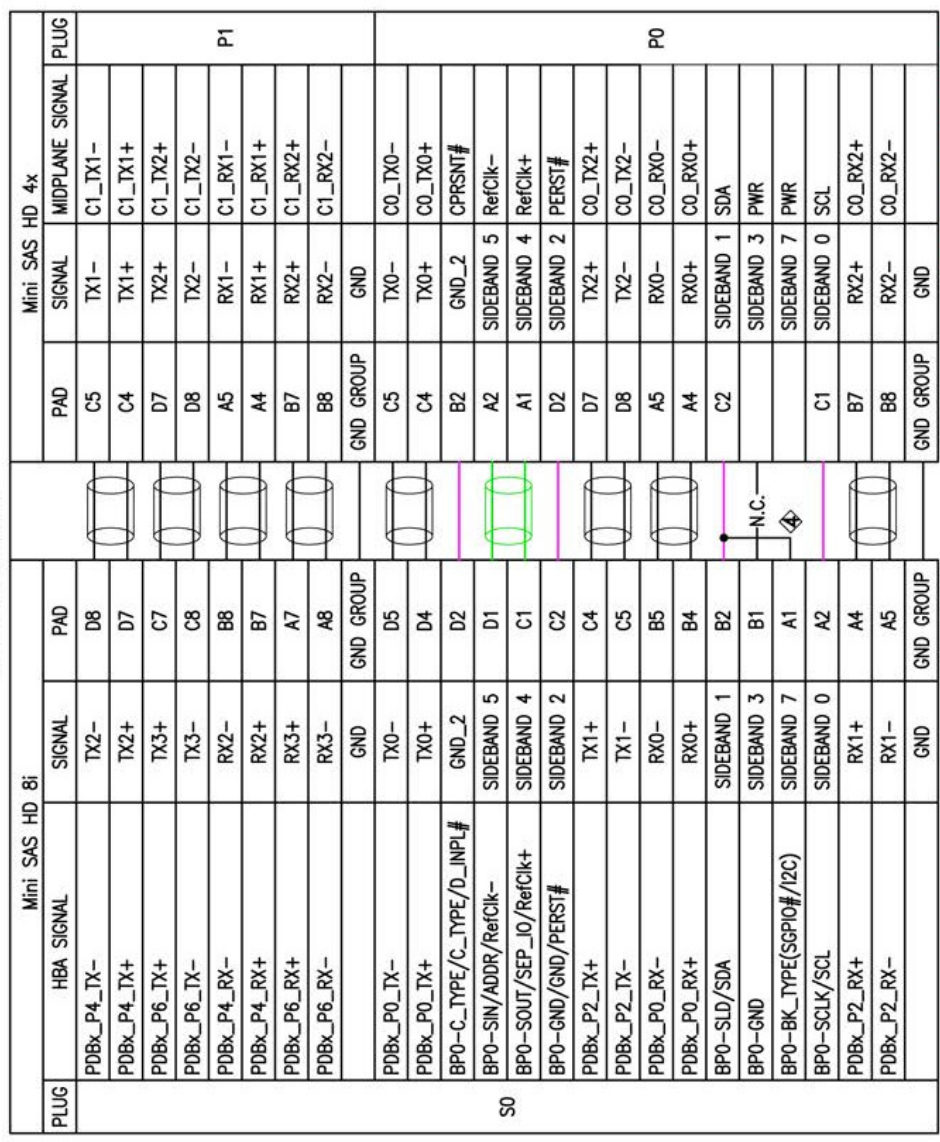 Mini SAS HD 8i Mini SAS HD 4x
PLUG HBA SIGNAL SIGNAL PAD PAD SIGNAL MIDPLANE SIGNAL PLUG
S0
P1
PDBx_P4_TX− TX2− D8 C5 TX1− C1_TX1−
PDBx_P4_TX+ TX2+ D7 C4 TX1+ C1_TX1+
PDBx_P6_TX+ TX3+ C7 D7 TX2+ C1_TX2+
PDBx_P6_TX− TX3− C8 D8 TX2− C1_TX2−
PDBx_P4_RX− RX2− B8 A5 RX1− C1_RX1−
PDBx_P4_RX+ RX2+ B7 A4 RX1+ C1_RX1+
PDBx_P6_RX+ RX3+ A7 B7 RX2+ C1_RX2+
PDBx_P6_RX− RX3− A8 B8 RX2− C1_RX2−
GND GND GROUP GND GROUP GND
P0
PDBx_P0_TX− TX0− D5 C5 TX0− C0_TX0−
PDBx_P0_TX+ TX0+ D4 C4 TX0+ C0_TX0+
BP0−C_TYPE/C_TYPE/D_INPL# GND_2 D2 B2 GND_2 CPRSNT#
BP0−SIN/ADDR/RefClk− SIDEBAND 5 D1 A2 SIDEBAND 5 RefClk−
BP0−SOUT/SEP_IO/RefClk+ SIDEBAND 4 C1 A1 SIDEBAND 4 RefClk+
BP0−GND/GND/PERST# SIDEBAND 2 C2 D2 SIDEBAND 2 PERST#
PDBx_P2_TX+ TX1+ C4 D7 TX2+ C0_TX2+
PDBx_P2_TX− TX1− C5 D8 TX2− C0_TX2−
PDBx_P0_RX− RX0− B5 A5 RX0− C0_RX0−
PDBx_P0_RX+ RX0+ B4 A4 RX0+ C0_RX0+
BP0−SLD/SDA SIDEBAND 1 B2 C2 SIDEBAND 1 SDA
BP0−GND SIDEBAND 3 B1 N.C. SIDEBAND 3 PWR
BP0−BK_TYPE(SGPIO#/I2C) SIDEBAND 7 A1 4 SIDEBAND 7 PWR
BP0−SCLK/SCL SIDEBAND 0 A2 C1 SIDEBAND 0 SCL
PDBx_P2_RX+ RX1+ A4 B7 RX2+ C0_RX2+
PDBx_P2_RX− RX1− A5 B8 RX2− C0_RX2−
GND GND GROUP GND GROUP GND